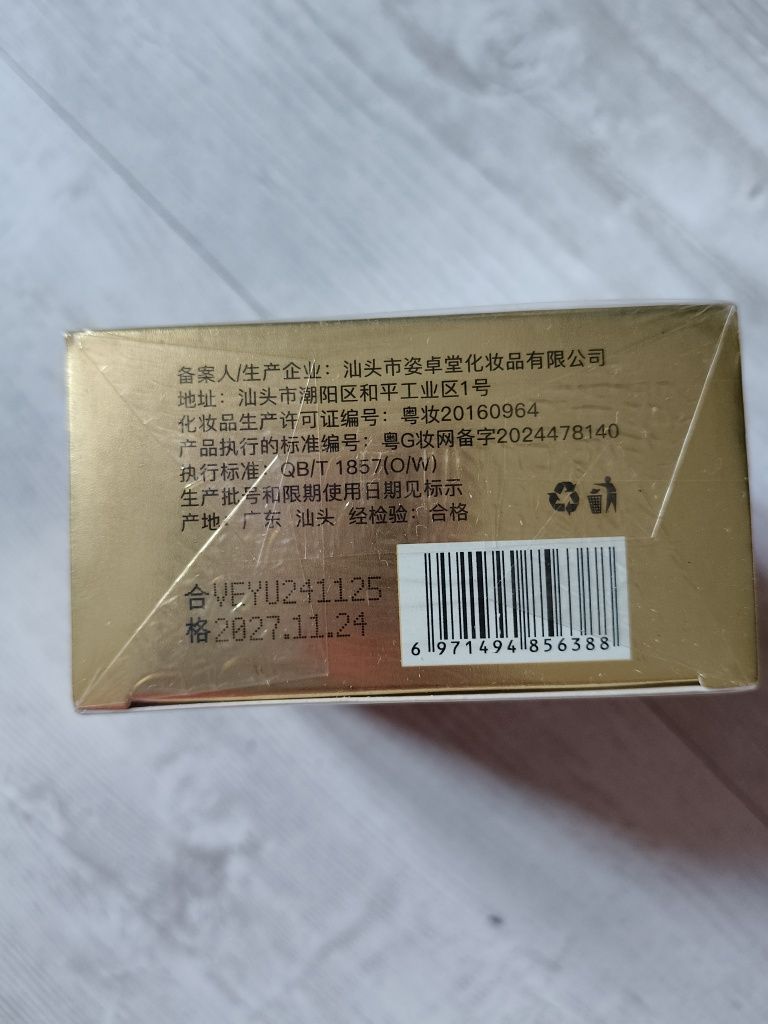 备案人/生产企业：汕头市姿卓堂化妆品有限公司
地址：汕头市潮阳区和平工业区1号
化妆品生产许可证编号：粤妆20160964
产品执行的标准编号：粤G妆网备字2024478140
执行标准：QB/T 1857(O/W)
生产批号和限期使用日期见标示
产地：广东 汕头 经检验：合格
合VEYU241125
格2027.11.24
6 971494 856388